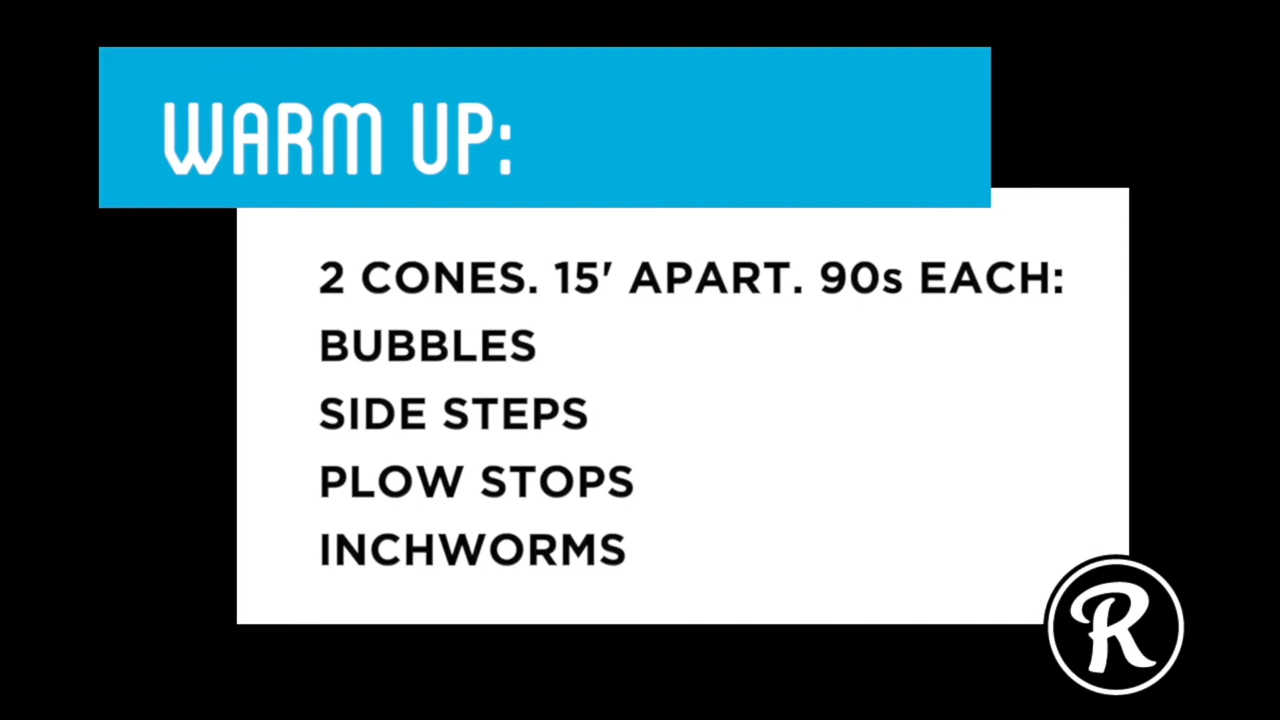 WARM UP:
2 CONES. 15' APART. 90s EACH:
BUBBLES
SIDE STEPS
PLOW STOPS
INCHWORMS
R